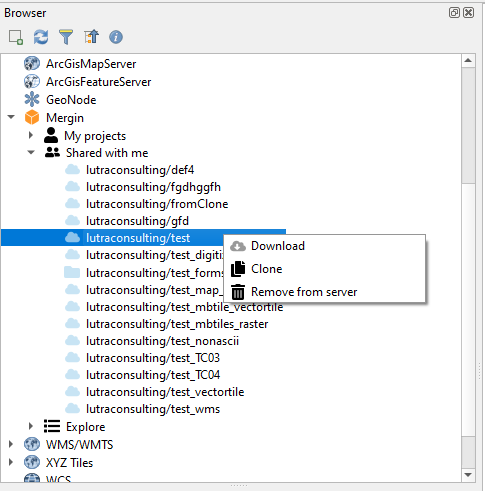 Browser
ArcGisMapServer
ArcGisFeatureServer
GeoNode
Mergin
My projects
Shared with me
lutraconsulting/def4
lutraconsulting/fgdhggfh
lutraconsulting/fromClone
lutraconsulting/gfd
lutraconsulting/test
Download
lutraconsulting/test_digiti
Clone
lutraconsulting/test_forms
Remove from server
lutraconsulting/test_map_
lutraconsulting/test_mbtile_vectortile
lutraconsulting/test_mbtiles_raster
lutraconsulting/test_nonascii
lutraconsulting/test_TC03
lutraconsulting/test_TC04
lutraconsulting/test_vectortile
lutraconsulting/test_wms
Explore
WMS/WMTS
XYZ Tiles
WCS